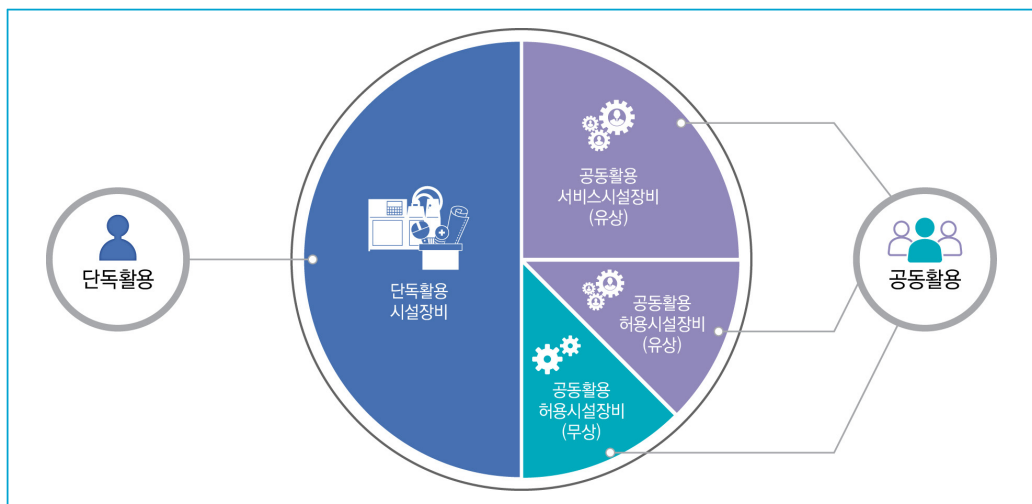 단독활용
단독활용
시설장비
공동활용
서비스시설장비
(유상)
공동활용
허용시설장비
(유상)
공동활용
허용시설장비
(무상)
공동활용